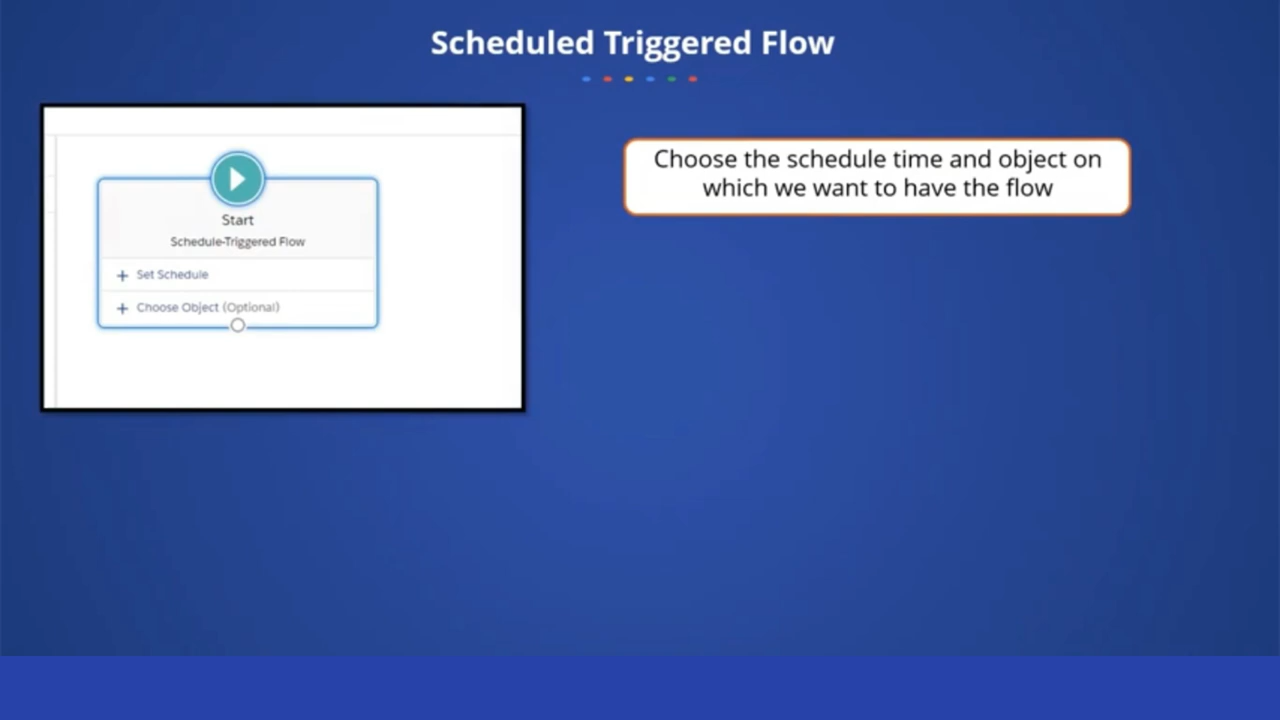 Scheduled Triggered Flow
Start
Schedule-Triggered Flow
+ Set Schedule
+ Choose Object (Optional)
Choose the schedule time and object on
which we want to have the flow